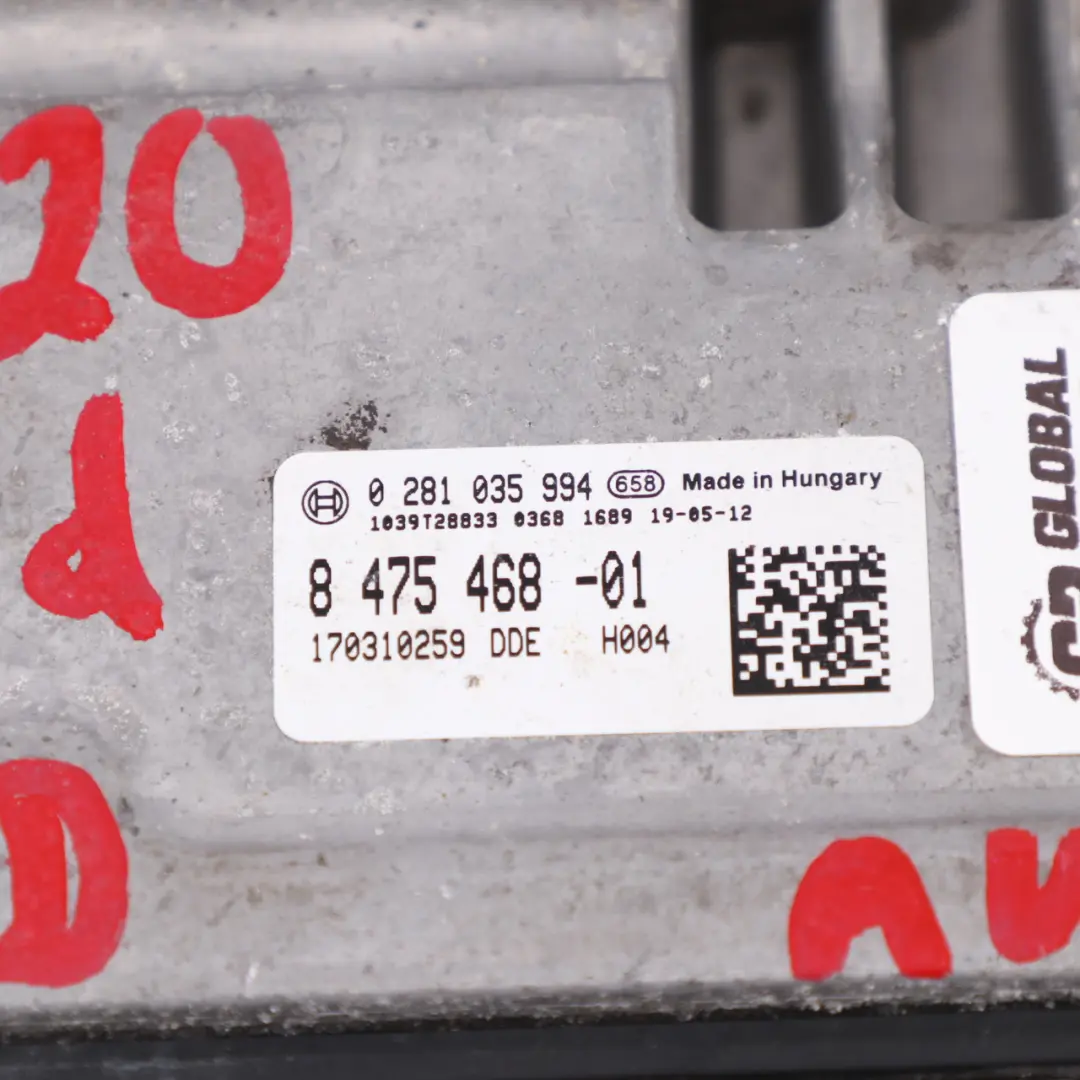 20
d
D
0 281 035 994 658 Made in Hungary
1039T28833 0368 1689 19-05-12
8 475 468 -01
170310259 DDE H004
GLOBAL